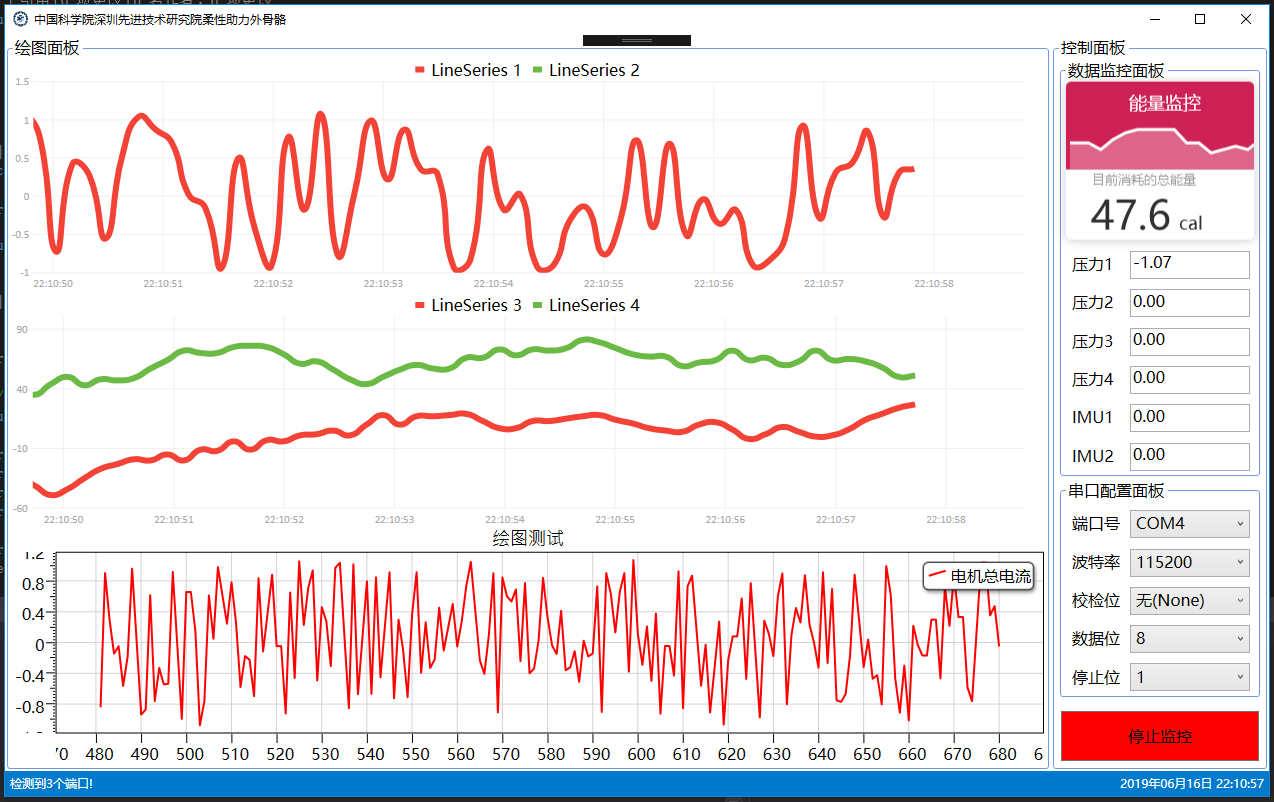 中国科学院深圳先进技术研究院柔性助力外骨骼
绘图面板
LineSeries 1 LineSeries 2
1.5
1
0.5
0
-0.5
-1
22:10:50 22:10:51 22:10:52 22:10:53 22:10:54 22:10:55 22:10:56 22:10:57 22:10:58
LineSeries 3 LineSeries 4
90
40
-10
-60
22:10:50 22:10:51 22:10:52 22:10:53 22:10:54 22:10:55 22:10:56 22:10:57 22:10:58
绘图测试
电机总电流
1.2
0.8
0.4
0
-0.4
-0.8
480 490 500 510 520 530 540 550 560 570 580 590 600 610 620 630 640 650 660 670 680
控制面板
数据监控面板
能量监控
目前消耗的总能量
47.6 cal
压力1 -1.07
压力2 0.00
压力3 0.00
压力4 0.00
IMU1 0.00
IMU2 0.00
串口配置面板
端口号 COM4
波特率 115200
校检位 无(None)
数据位 8
停止位 1
停止监控
检测到3个端口!
2019年06月16日 22:10:57